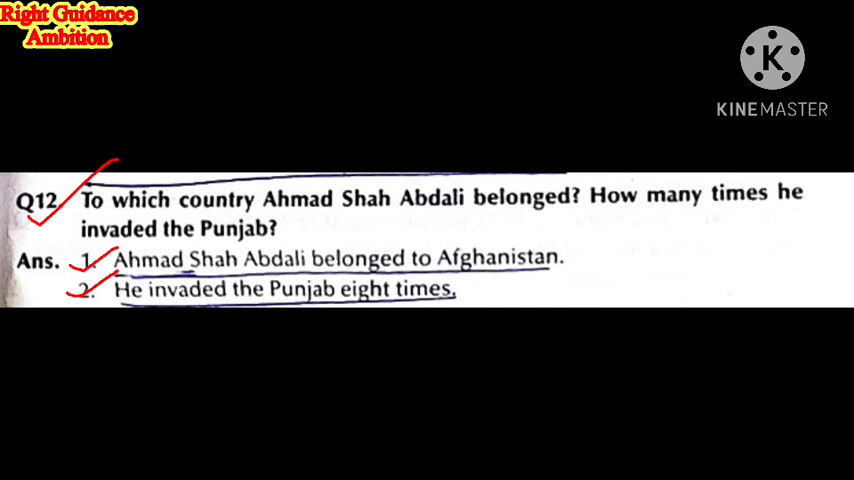 Right Guidance
Ambition
K
KINEMASTER
Q12. To which country Ahmad Shah Abdali belonged? How many times he
invaded the Punjab?
Ans. 1. Ahmad Shah Abdali belonged to Afghanistan.
2. He invaded the Punjab eight times.